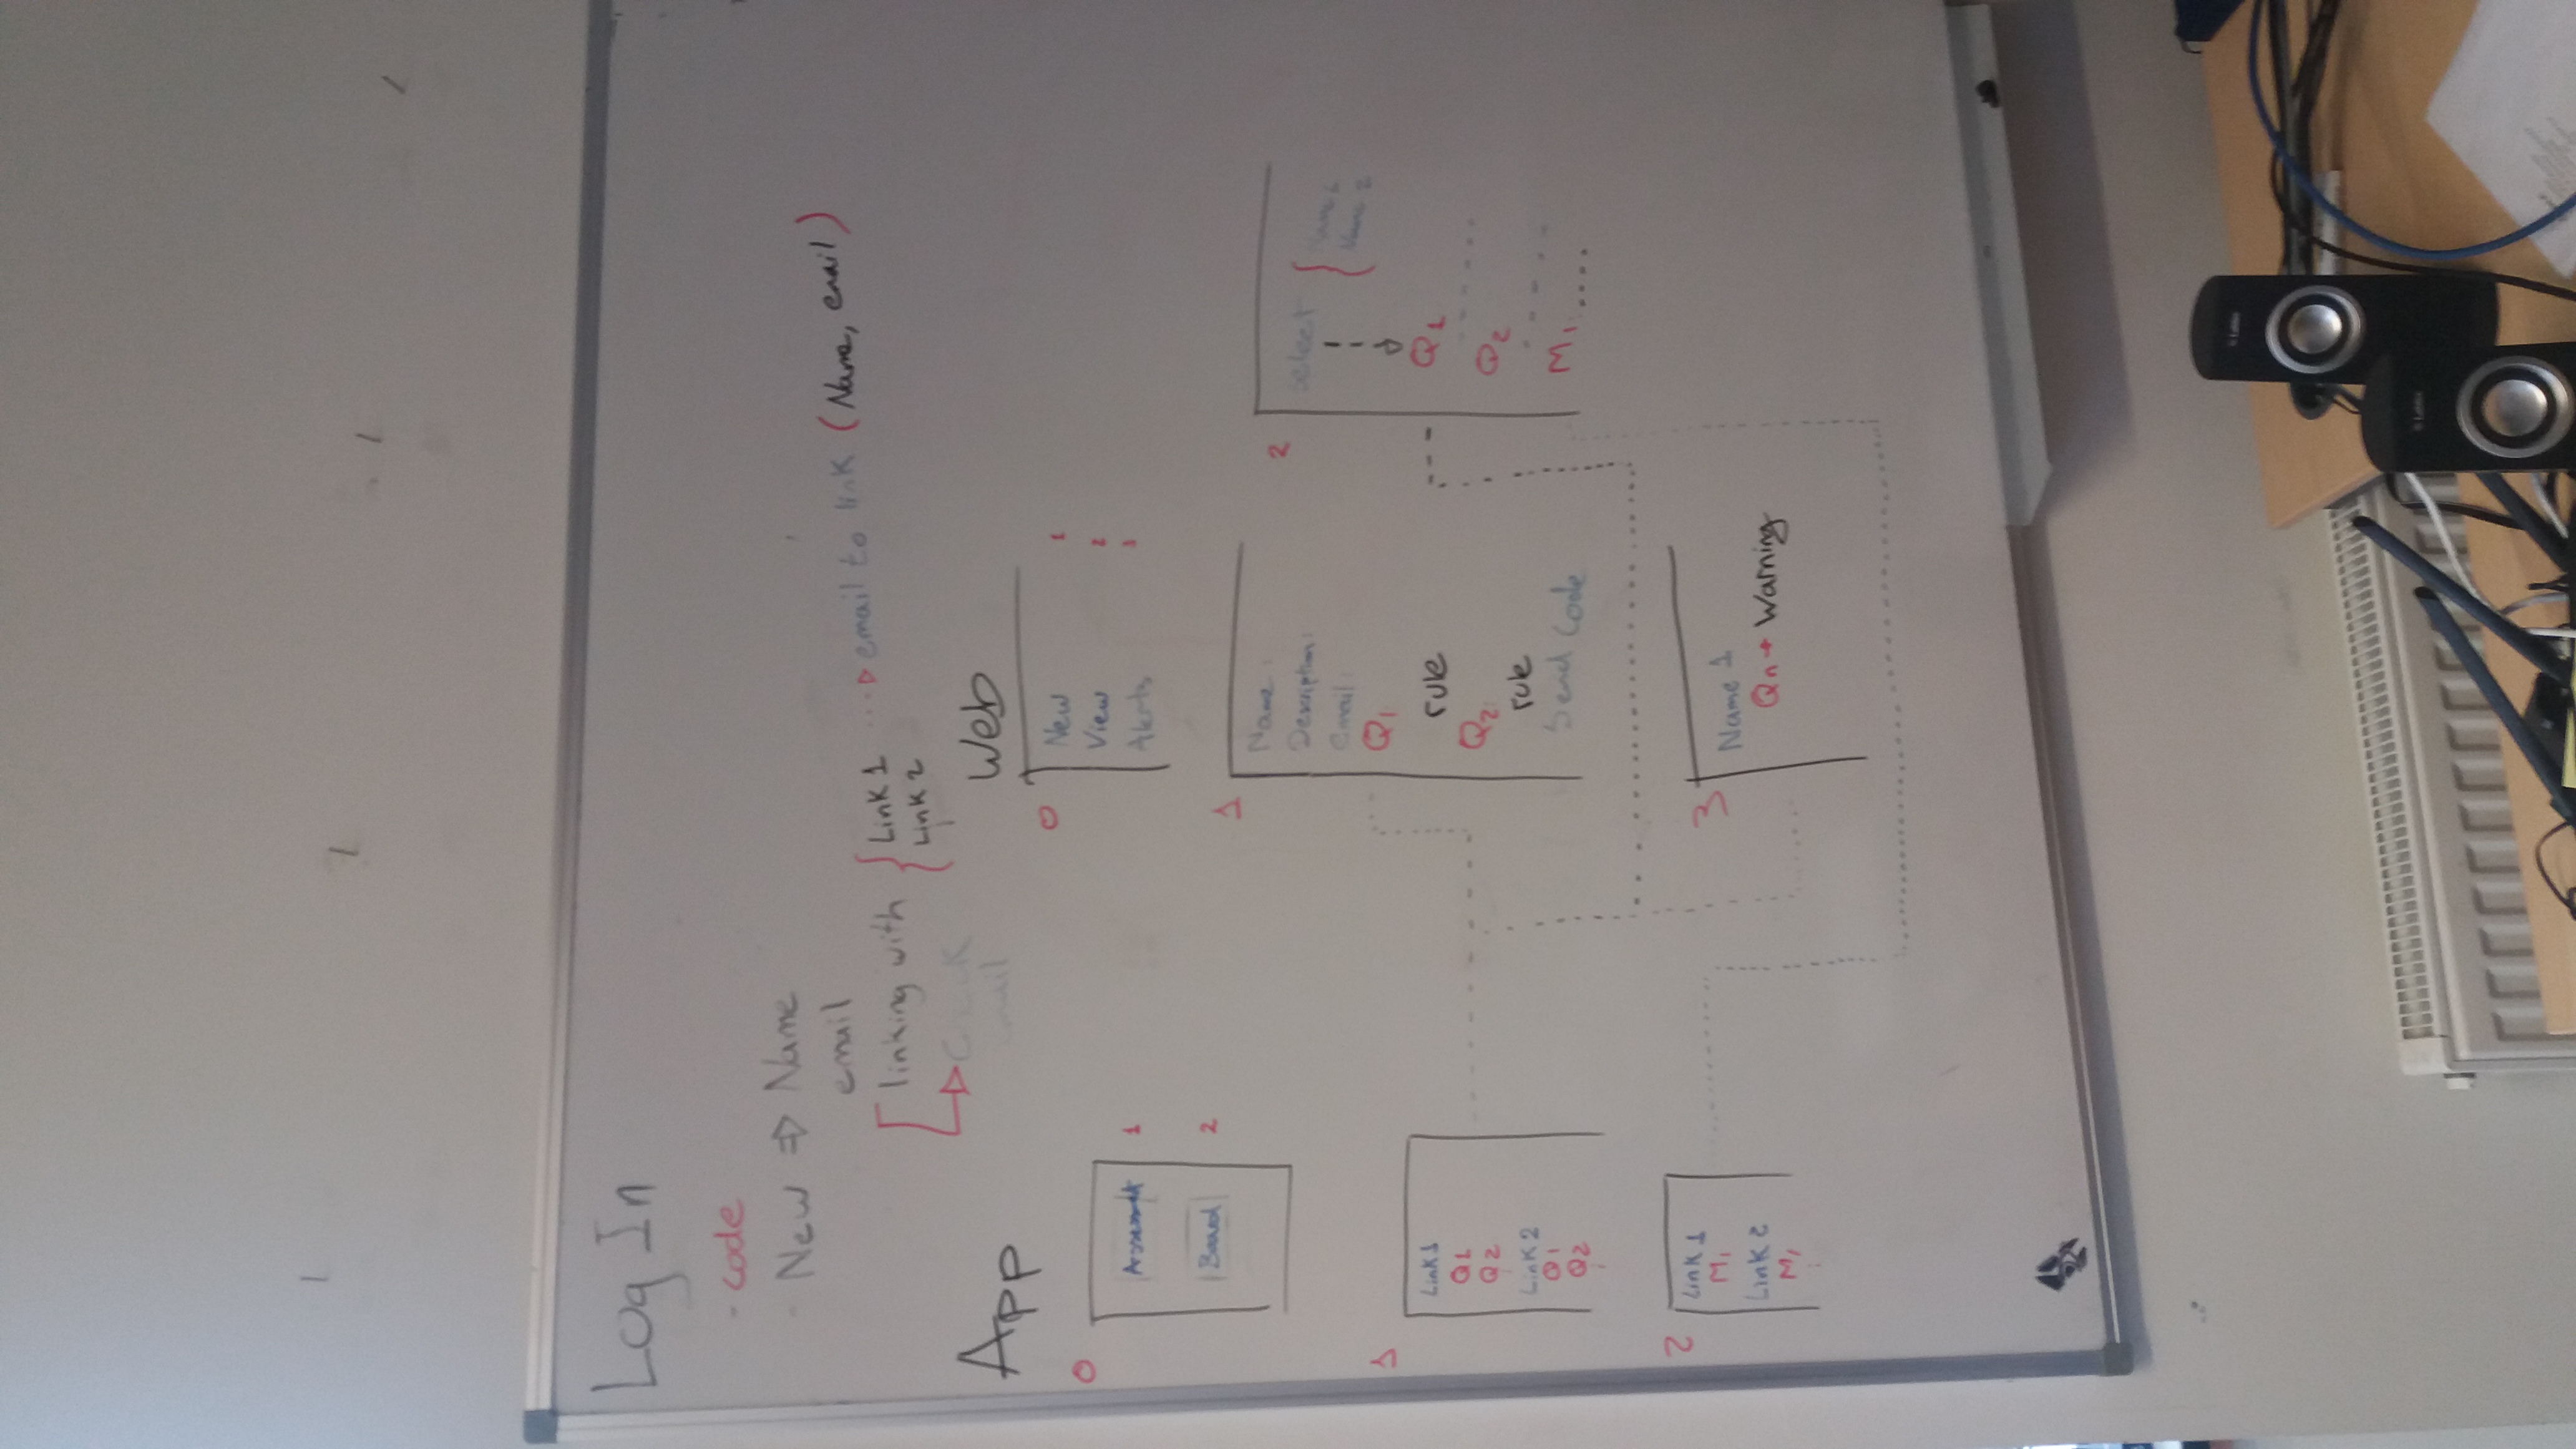 Log In
- code
- New ⇒ Name
email
linking with { Link 1 ...▷ email to link (Name, email)
Link 2
Check
email
App
0
Assessment 1
Board 2
1
Link 1
Q1
Q2
Link 2
Q1
Q2
2
Link 1
M1
Link 2
M1
Web
0
New 1
View 2
Alerts 3
1
Name :
Description :
Email :
Q1
rule
Q2
rule
Send Code
2
Select { Name 1
Name 2
Q1
Q2
M1
3
Name 1
Qn → Warning